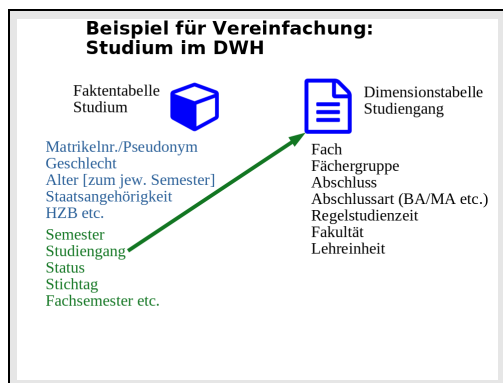 Beispiel für Vereinfachung:
Studium im DWH
Faktentabelle
Studium
Matrikelnr./Pseudonym
Geschlecht
Alter [zum jew. Semester]
Staatsangehörigkeit
HZB etc.
Semester
Studiengang
Status
Stichtag
Fachsemester etc.
Dimensionstabelle
Studiengang
Fach
Fächergruppe
Abschluss
Abschlussart (BA/MA etc.)
Regelstudienzeit
Fakultät
Lehreinheit